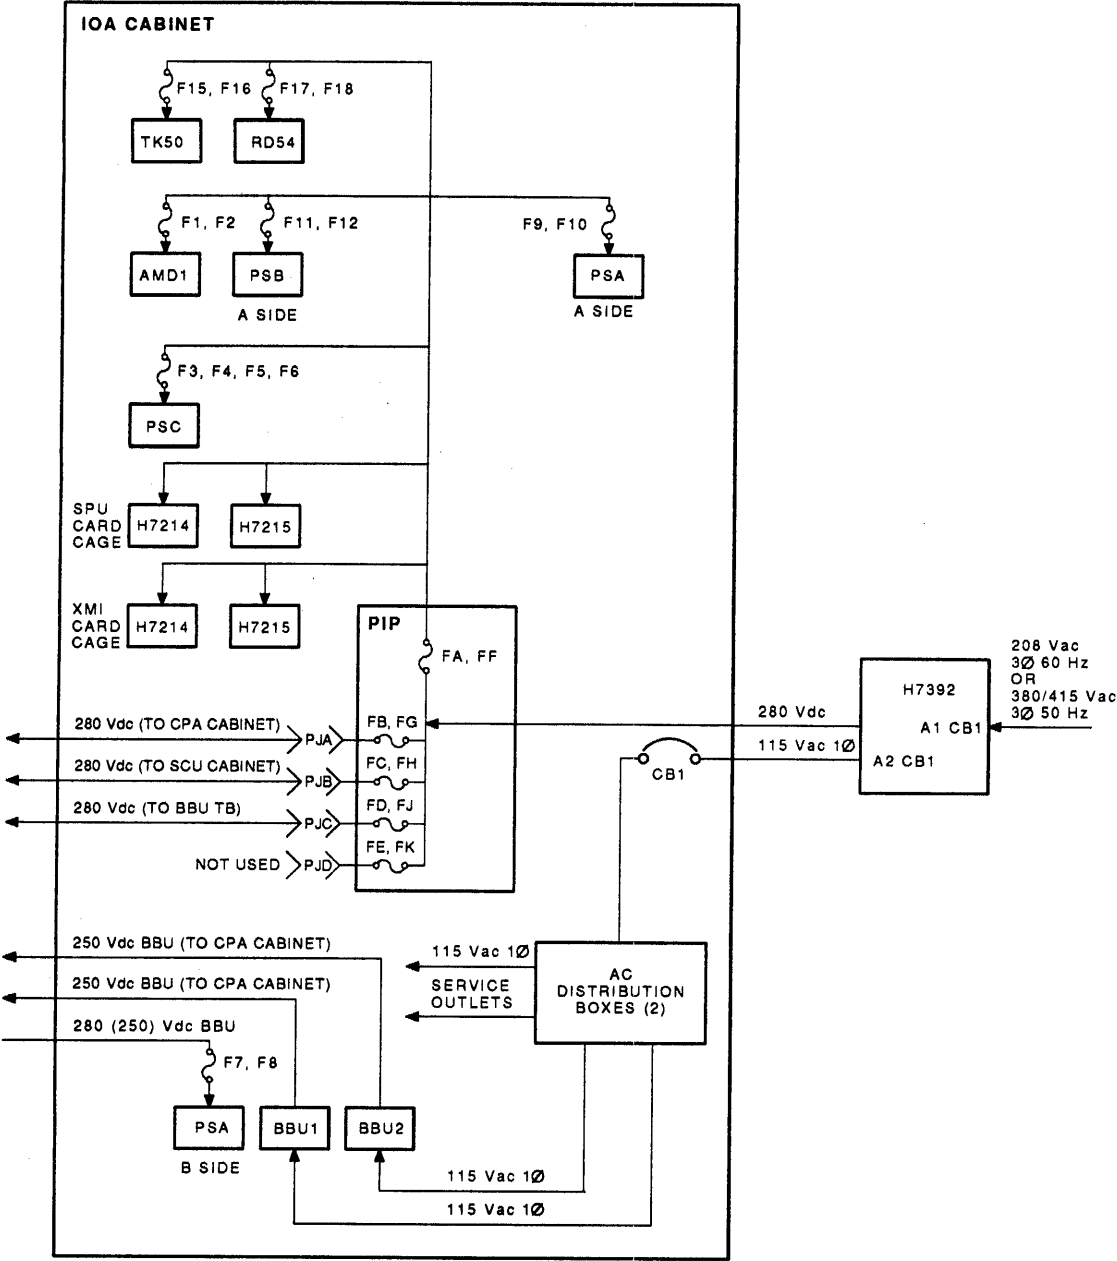 IOA CABINET
F15, F16
F17, F18
TK50
RD54
F1, F2
F11, F12
F9, F10
AMD1
PSB
PSA
A SIDE
A SIDE
F3, F4, F5, F6
PSC
SPU
CARD
CAGE
H7214
H7215
XMI
CARD
CAGE
H7214
H7215
PIP
FA, FF
208 Vac
3Ø 60 Hz
OR
380/415 Vac
3Ø 50 Hz
H7392
A1 CB1
A2 CB1
280 Vdc
115 Vac 1Ø
CB1
280 Vdc (TO CPA CABINET)
PJA
FB, FG
280 Vdc (TO SCU CABINET)
PJB
FC, FH
280 Vdc (TO BBU TB)
PJC
FD, FJ
NOT USED
PJD
FE, FK
250 Vdc BBU (TO CPA CABINET)
250 Vdc BBU (TO CPA CABINET)
280 (250) Vdc BBU
115 Vac 1Ø
SERVICE
OUTLETS
AC
DISTRIBUTION
BOXES (2)
F7, F8
PSA
BBU1
BBU2
B SIDE
115 Vac 1Ø
115 Vac 1Ø